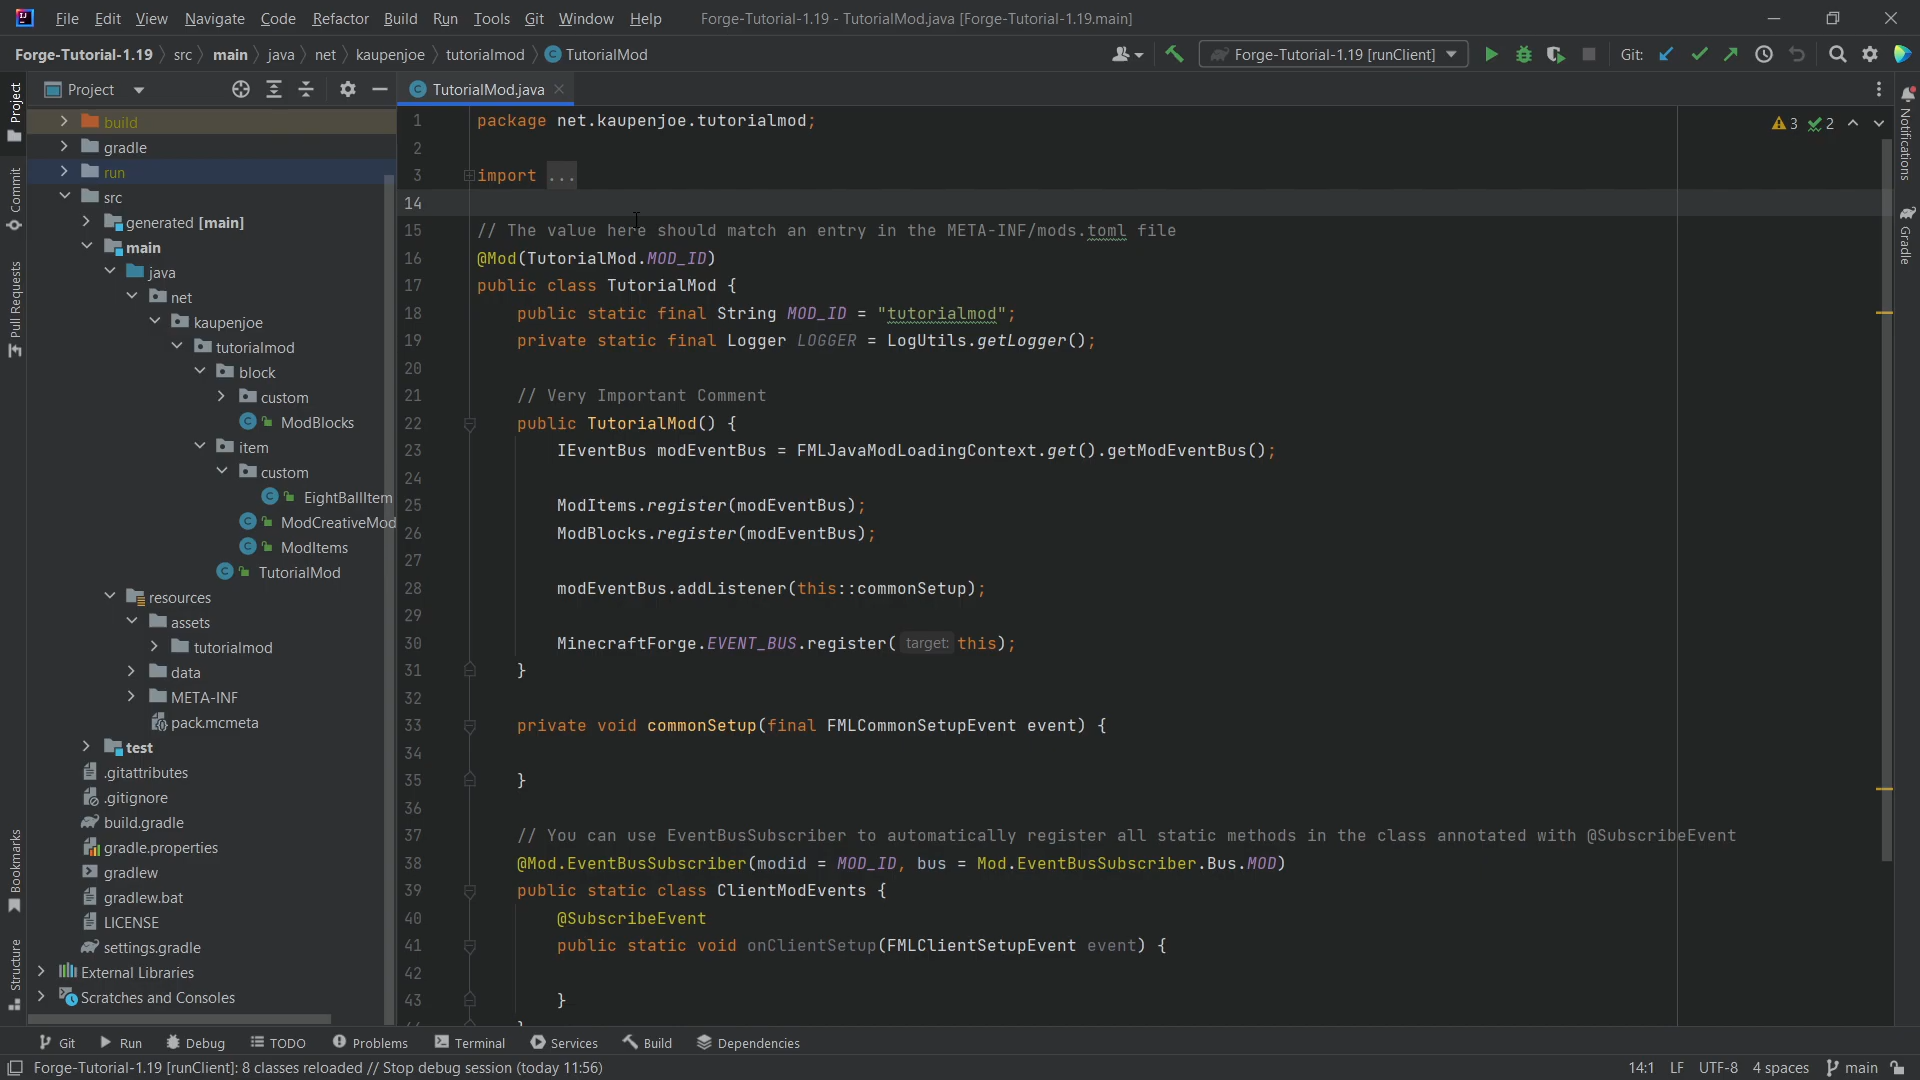 File Edit View Navigate Code Refactor Build Run Tools Git Window Help Forge-Tutorial-1.19 - TutorialMod.java [Forge-Tutorial-1.19.main]
Forge-Tutorial-1.19 src main java net kaupenjoe tutorialmod TutorialMod Forge-Tutorial-1.19 [runClient] Git:
Project TutorialMod.java
Project
Commit
Pull Requests
Bookmarks
Structure
build
gradle
run
src
generated [main]
main
java
net
kaupenjoe
tutorialmod
block
custom
ModBlocks
item
custom
EightBallItem
ModCreativeMod
ModItems
TutorialMod
resources
assets
tutorialmod
data
META-INF
pack.mcmeta
test
.gitattributes
.gitignore
build.gradle
gradle.properties
gradlew
gradlew.bat
LICENSE
settings.gradle
External Libraries
Scratches and Consoles
1 package net.kaupenjoe.tutorialmod;
2
3 import ...
14
15 // The value here should match an entry in the META-INF/mods.toml file
16 @Mod(TutorialMod.MOD_ID)
17 public class TutorialMod {
18 public static final String MOD_ID = "tutorialmod";
19 private static final Logger LOGGER = LogUtils.getLogger();
20
21 // Very Important Comment
22 public TutorialMod() {
23 IEventBus modEventBus = FMLJavaModLoadingContext.get().getModEventBus();
24
25 ModItems.register(modEventBus);
26 ModBlocks.register(modEventBus);
27
28 modEventBus.addListener(this::commonSetup);
29
30 MinecraftForge.EVENT_BUS.register( target: this);
31 }
32
33 private void commonSetup(final FMLCommonSetupEvent event) {
34
35 }
36
37 // You can use EventBusSubscriber to automatically register all static methods in the class annotated with @SubscribeEvent
38 @Mod.EventBusSubscriber(modid = MOD_ID, bus = Mod.EventBusSubscriber.Bus.MOD)
39 public static class ClientModEvents {
40 @SubscribeEvent
41 public static void onClientSetup(FMLClientSetupEvent event) {
42
43 }
}
3 2
Notifications
Gradle
Git Run Debug TODO Problems Terminal Services Build Dependencies
Forge-Tutorial-1.19 [runClient]: 8 classes reloaded // Stop debug session (today 11:56) 14:1 LF UTF-8 4 spaces main